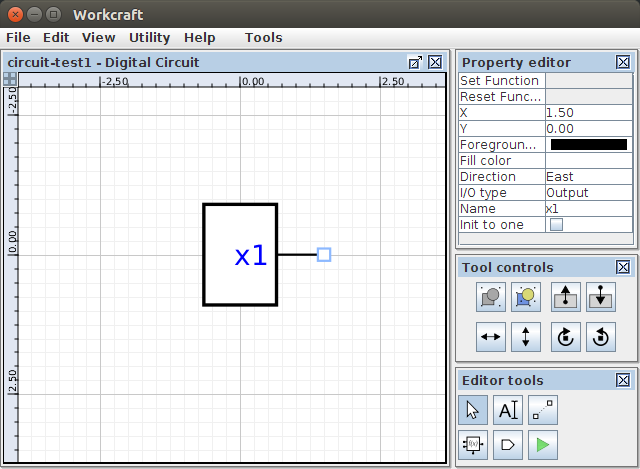 Workcraft
File Edit View Utility Help Tools
circuit-test1 - Digital Circuit
-2.50 0.00 2.50
-2.50
0.00
2.50
x1
Property editor
Set Function
Reset Func...
X 1.50
Y 0.00
Foregroun...
Fill color
Direction East
I/O type Output
Name x1
Init to one
Tool controls
Editor tools
A
f(x)